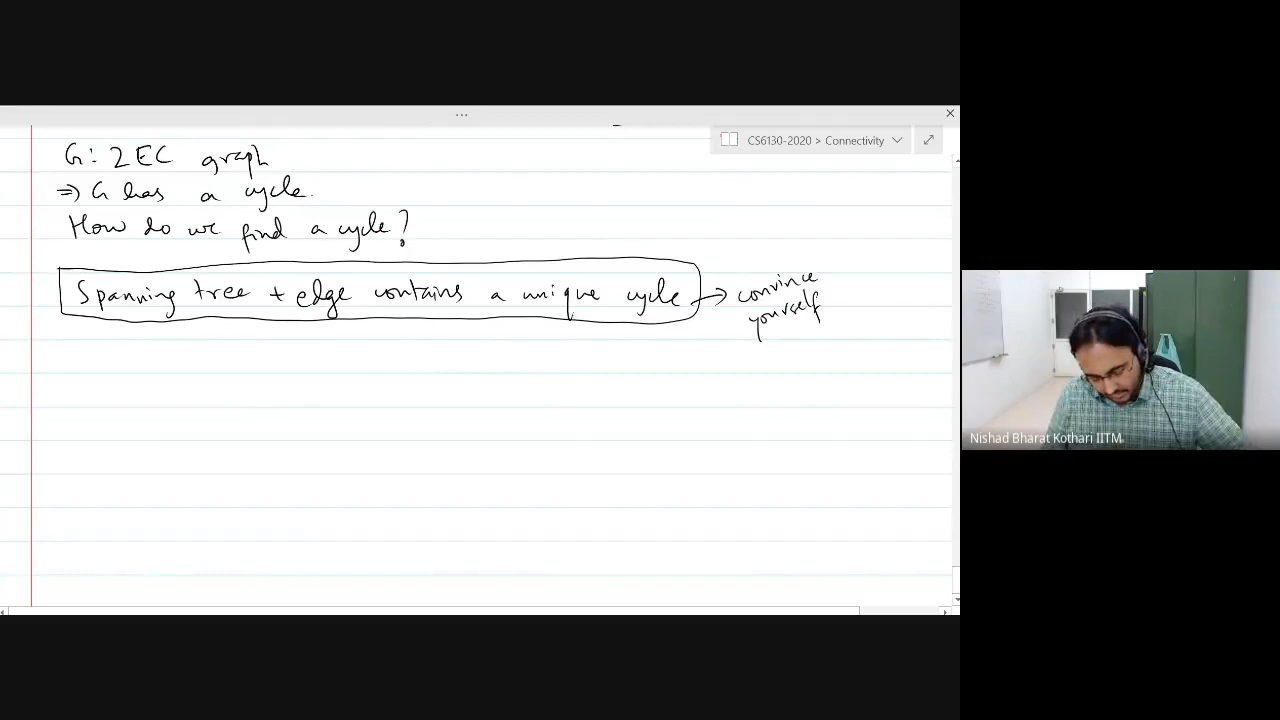 CS6130-2020 > Connectivity
G: 2EC graph
⇒ G has a cycle.
How do we find a cycle?
Spanning tree + edge contains a unique cycle → convince
yourself
Nishad Bharat Kothari IITM